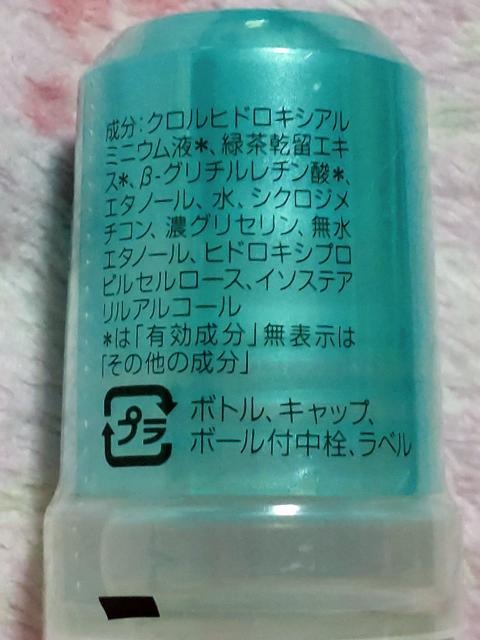 成分:クロルヒドロキシアル
ミニウム液*、緑茶乾留エキ
ス*、β-グリチルレチン酸*、
エタノール、水、シクロジメ
チコン、濃グリセリン、無水
エタノール、ヒドロキシプロ
ピルセルロース、イソステア
リルアルコール
*は「有効成分」無表示は
「その他の成分」
プラ
ボトル、キャップ、
ボール付中栓、ラベル